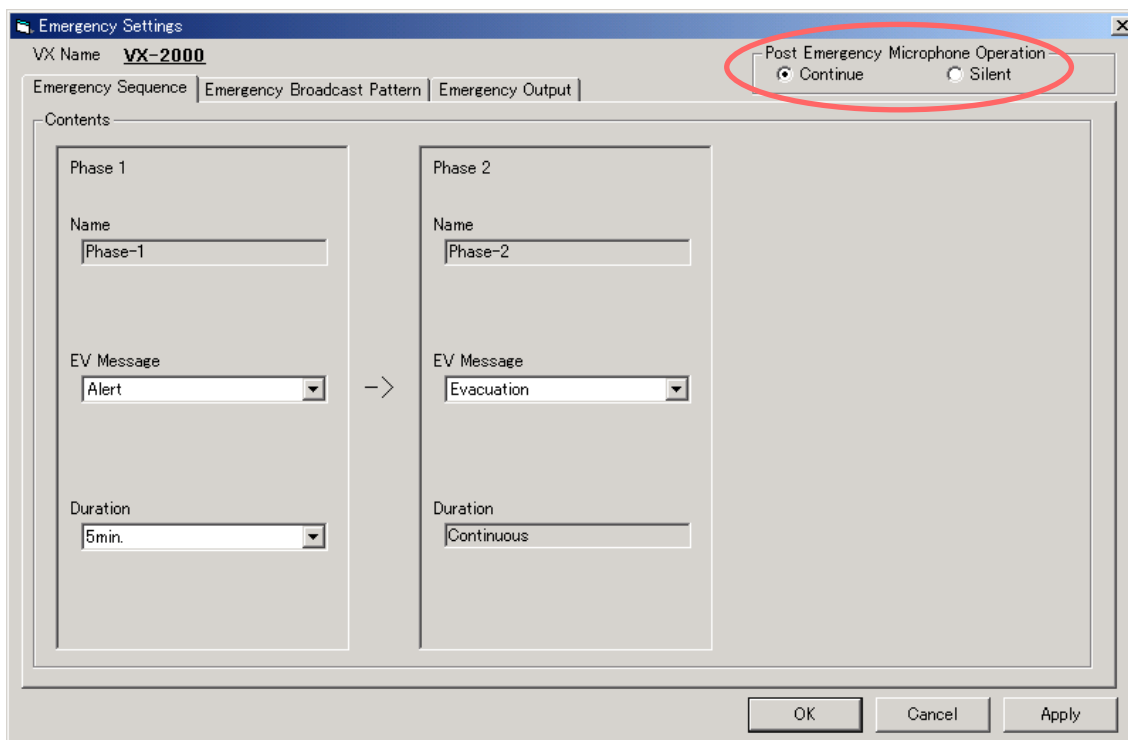 Emergency Settings
VX Name VX-2000
Post Emergency Microphone Operation
Continue Silent
Emergency Sequence Emergency Broadcast Pattern Emergency Output
Contents
Phase 1
Name
Phase-1
EV Message
Alert
Duration
5min.
->
Phase 2
Name
Phase-2
EV Message
Evacuation
Duration
Continuous
OK Cancel Apply